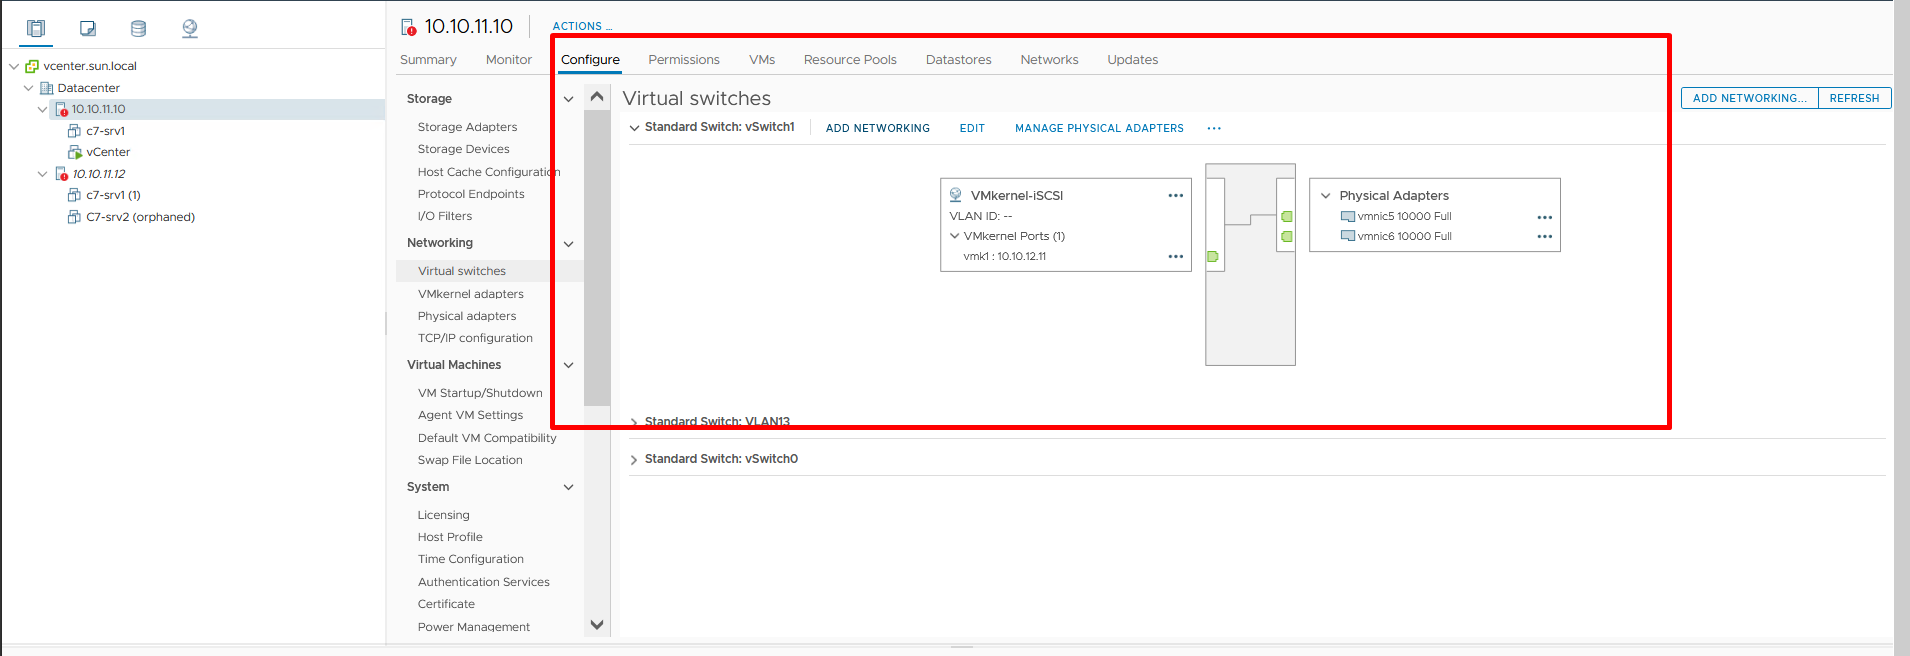 10.10.11.10
ACTIONS ...
Summary Monitor Configure Permissions VMs Resource Pools Datastores Networks Updates
vcenter.sun.local
Datacenter
10.10.11.10
c7-srv1
vCenter
10.10.11.12
c7-srv1 (1)
C7-srv2 (orphaned)
Storage
Storage Adapters
Storage Devices
Host Cache Configuration
Protocol Endpoints
I/O Filters
Networking
Virtual switches
VMkernel adapters
Physical adapters
TCP/IP configuration
Virtual Machines
VM Startup/Shutdown
Agent VM Settings
Default VM Compatibility
Swap File Location
System
Licensing
Host Profile
Time Configuration
Authentication Services
Certificate
Power Management
Virtual switches
ADD NETWORKING... REFRESH
Standard Switch: vSwitch1 ADD NETWORKING EDIT MANAGE PHYSICAL ADAPTERS ...
VMkernel-iSCSI ...
VLAN ID: --
VMkernel Ports (1)
vmk1 : 10.10.12.11 ...
Physical Adapters
vmnic5 10000 Full ...
vmnic6 10000 Full ...
Standard Switch: VLAN13
Standard Switch: vSwitch0